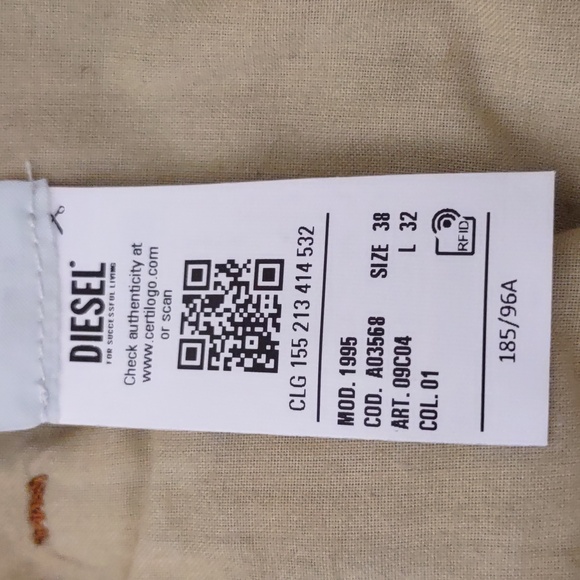 DIESEL
FOR SUCCESSFUL LIVING
Check authenticity at
www.certilogo.com
or scan
CLG 155 213 414 532
MOD. 1995 SIZE 38
COD. A03568 L 32
ART. 09C04
COL. 01
RFID
185/96A